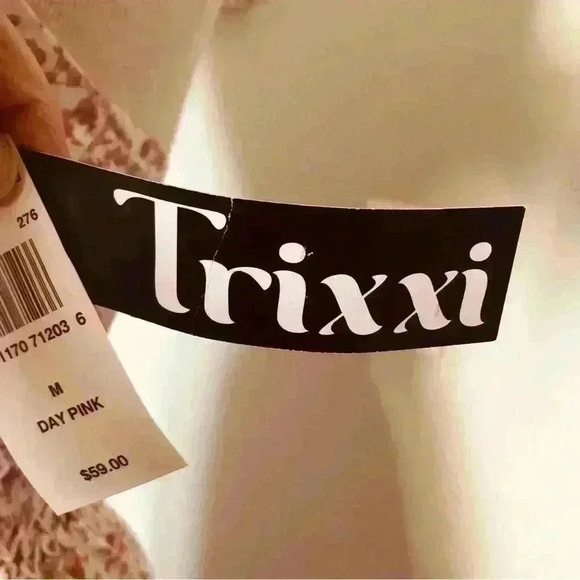 Trixxi
276
1170 71203 6
M
DAY PINK
$59.00